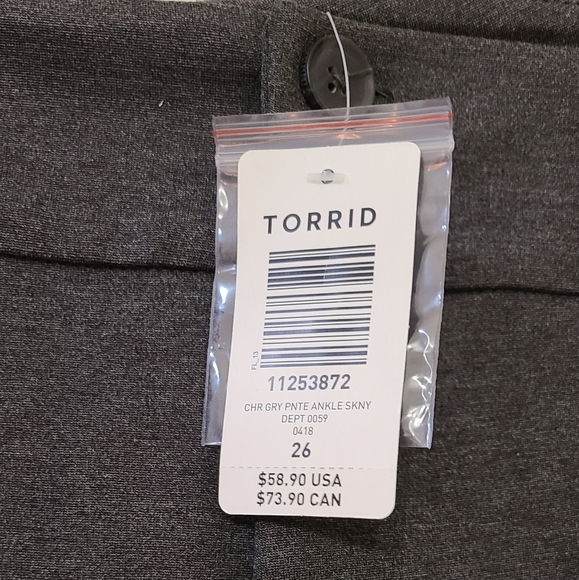 TORRID
FL_13
11253872
CHR GRY PNTE ANKLE SKNY
DEPT 0059
0418
26
$58.90 USA
$73.90 CAN